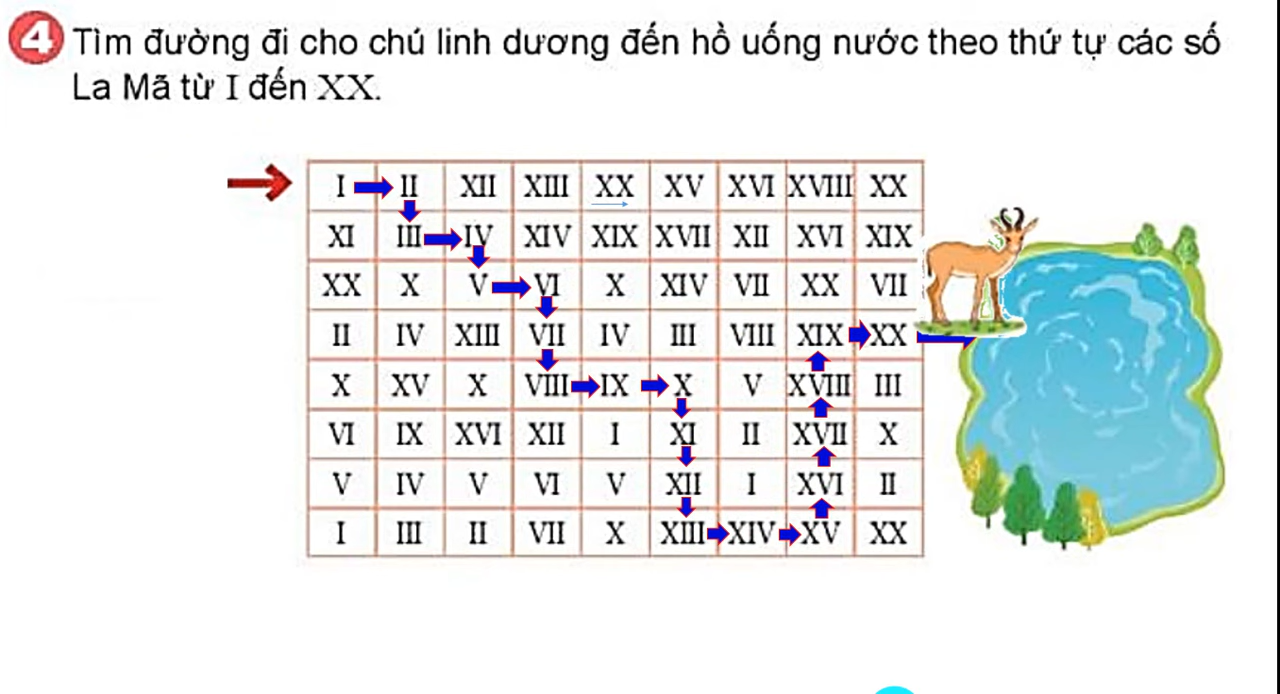 4 Tìm đường đi cho chú linh dương đến hồ uống nước theo thứ tự các số
La Mã từ I đến XX.
I II XII XIII XX XV XVI XVIII XX
XI III IV XIV XIX XVII XII XVI XIX
XX X V VI X XIV VII XX VII
II IV XIII VII IV III VIII XIX XX
X XV X VIII IX X V XVIII III
VI IX XVI XII I XI II XVII X
V IV V VI V XII I XVI II
I III II VII X XIII XIV XV XX